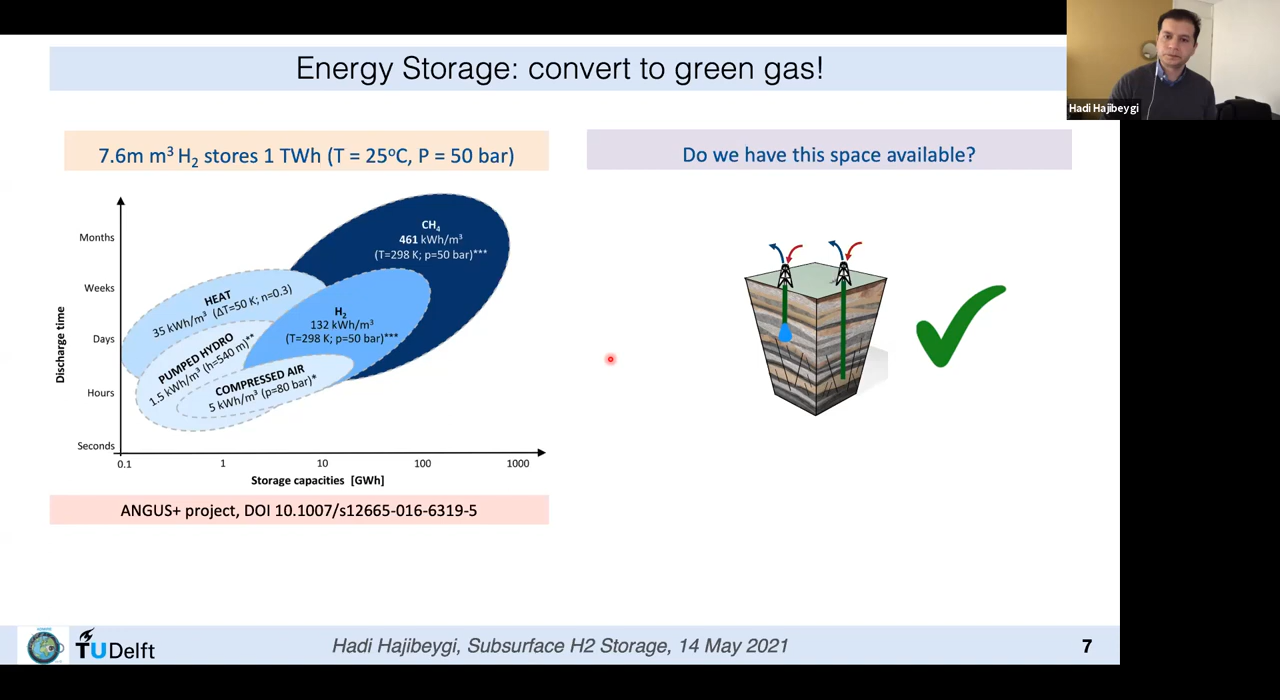 Energy Storage: convert to green gas!
Hadi Hajibeygi
7.6m m³ H₂ stores 1 TWh (T = 25°C, P = 50 bar)
Do we have this space available?
Discharge time
Months
Weeks
Days
Hours
Seconds
CH₄
461 kWh/m³
(T=298 K; p=50 bar)***
HEAT
35 kWh/m³ (ΔT=50 K; n=0.3)
H₂
132 kWh/m³
(T=298 K; p=50 bar)***
PUMPED HYDRO
1.5 kWh/m³ (h=540 m)**
COMPRESSED AIR
5 kWh/m³ (p=80 bar)*
0.1
1
10
100
1000
Storage capacities [GWh]
ANGUS+ project, DOI 10.1007/s12665-016-6319-5
TUDelft
Hadi Hajibeygi, Subsurface H2 Storage, 14 May 2021
7